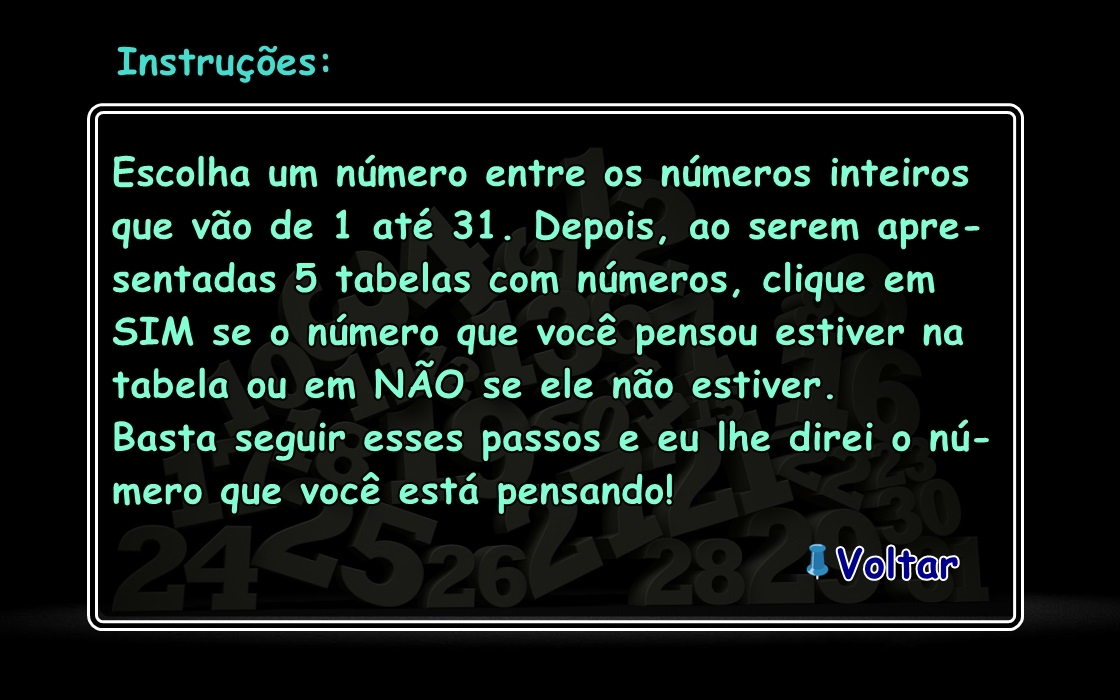 Instruções:
Escolha um número entre os números inteiros
que vão de 1 até 31. Depois, ao serem apre-
sentadas 5 tabelas com números, clique em
SIM se o número que você pensou estiver na
tabela ou em NÃO se ele não estiver.
Basta seguir esses passos e eu lhe direi o nú-
mero que você está pensando!
Voltar